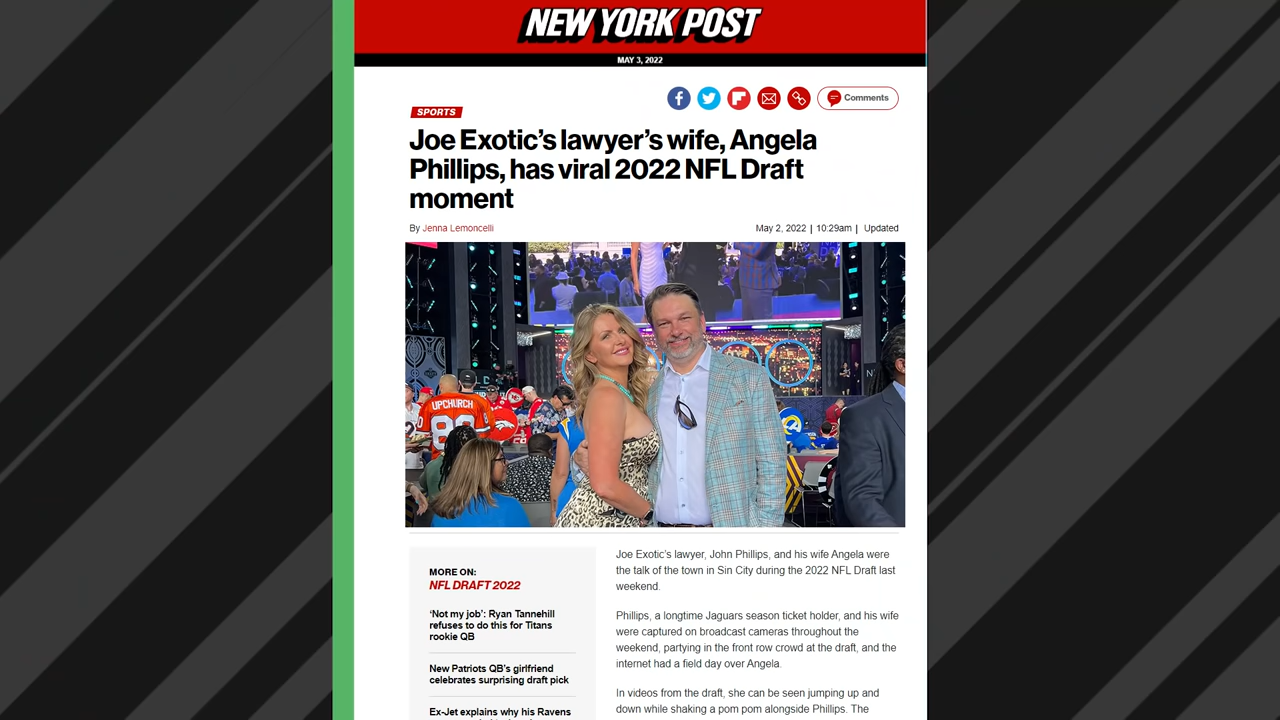 NEW YORK POST
MAY 3, 2022
Comments
SPORTS
Joe Exotic's lawyer's wife, Angela
Phillips, has viral 2022 NFL Draft
moment
By Jenna Lemoncelli
May 2, 2022 | 10:29am | Updated
UPCHURCH
80
MORE ON:
NFL DRAFT 2022
'Not my job': Ryan Tannehill
refuses to do this for Titans
rookie QB
New Patriots QB's girlfriend
celebrates surprising draft pick
Ex-Jet explains why his Ravens
Joe Exotic's lawyer, John Phillips, and his wife Angela were
the talk of the town in Sin City during the 2022 NFL Draft last
weekend.
Phillips, a longtime Jaguars season ticket holder, and his wife
were captured on broadcast cameras throughout the
weekend, partying in the front row crowd at the draft, and the
internet had a field day over Angela.
In videos from the draft, she can be seen jumping up and
down while shaking a pom pom alongside Phillips. The